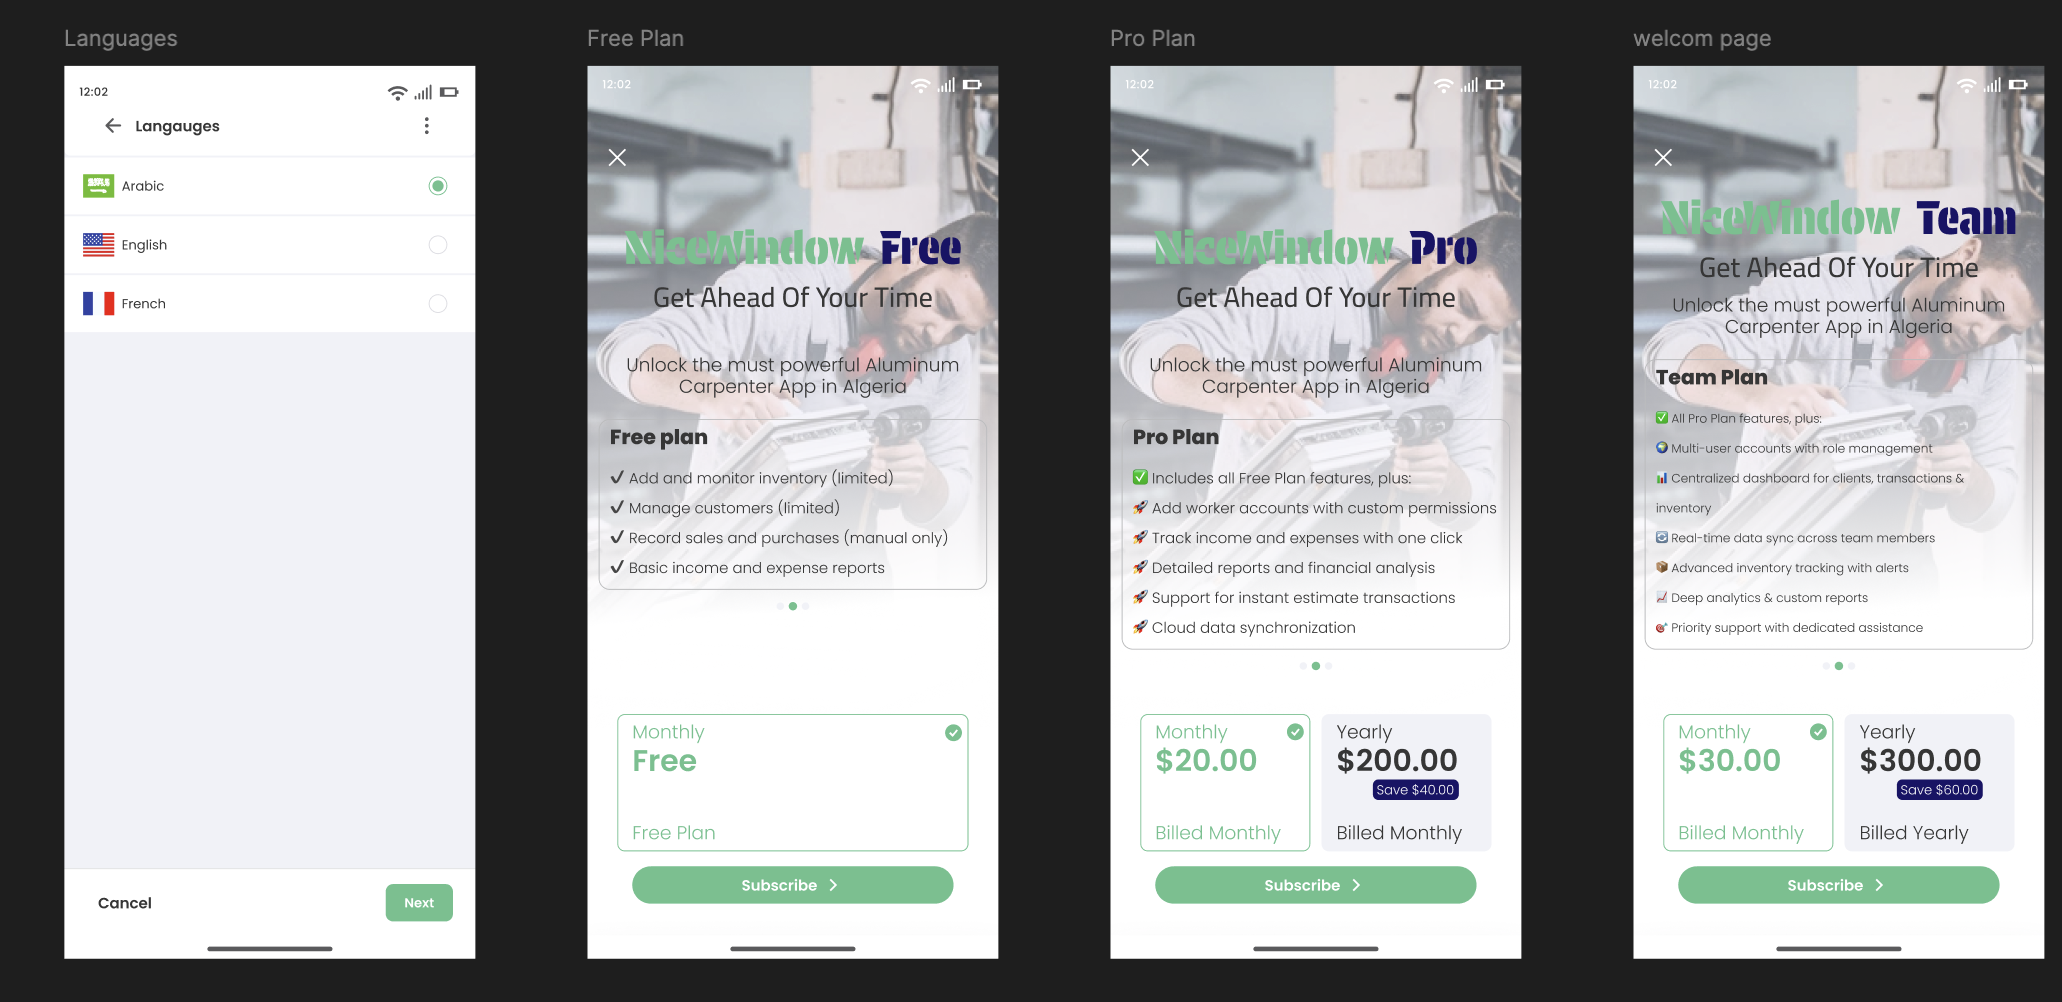 Languages
12:02
Langauges
Arabic
English
French
Cancel
Next
Free Plan
12:02
NiceWindow Free
Get Ahead Of Your Time
Unlock the must powerful Aluminum
Carpenter App in Algeria
Free plan
✔ Add and monitor inventory (limited)
✔ Manage customers (limited)
✔ Record sales and purchases (manual only)
✔ Basic income and expense reports
Monthly
Free
Free Plan
Subscribe
Pro Plan
12:02
NiceWindow Pro
Get Ahead Of Your Time
Unlock the must powerful Aluminum
Carpenter App in Algeria
Pro Plan
✅ Includes all Free Plan features, plus:
🚀 Add worker accounts with custom permissions
🚀 Track income and expenses with one click
🚀 Detailed reports and financial analysis
🚀 Support for instant estimate transactions
🚀 Cloud data synchronization
Monthly
$20.00
Billed Monthly
Yearly
$200.00
Save $40.00
Billed Monthly
Subscribe
welcom page
12:02
NiceWindow Team
Get Ahead Of Your Time
Unlock the must powerful Aluminum
Carpenter App in Algeria
Team Plan
✅ All Pro Plan features, plus:
🌍 Multi-user accounts with role management
📊 Centralized dashboard for clients, transactions &
inventory
🔄 Real-time data sync across team members
📦 Advanced inventory tracking with alerts
📈 Deep analytics & custom reports
🎯 Priority support with dedicated assistance
Monthly
$30.00
Billed Monthly
Yearly
$300.00
Save $60.00
Billed Yearly
Subscribe